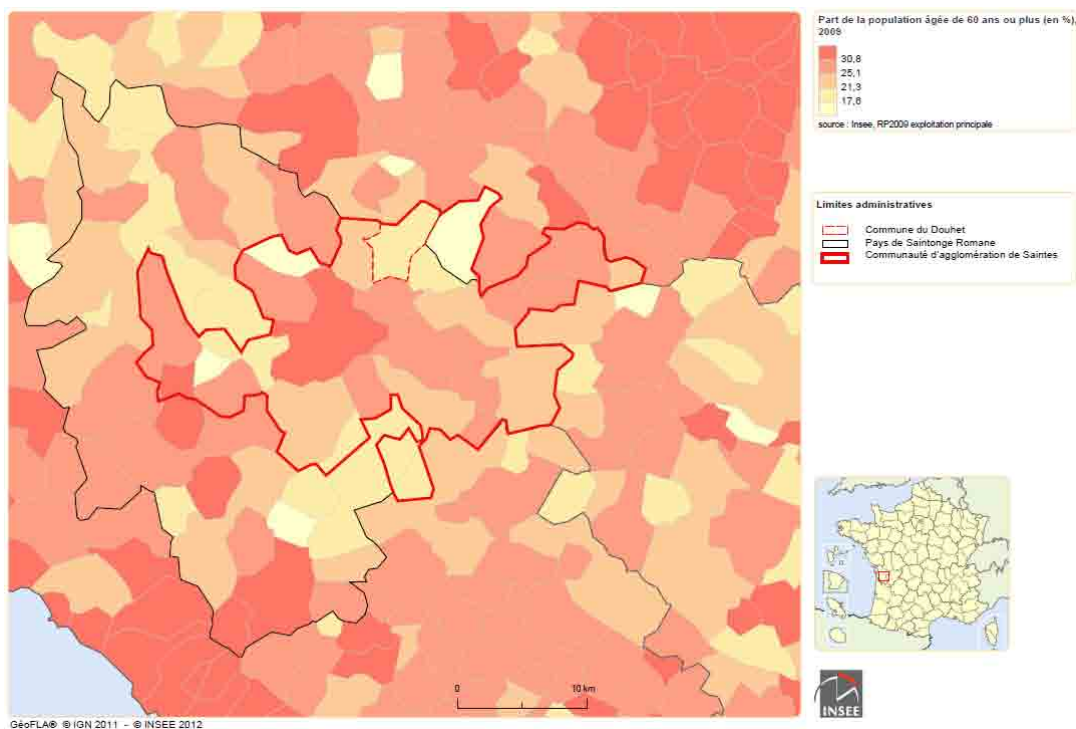 Part de la population âgée de 60 ans ou plus (en %),
2009
30,8
25,1
21,3
17,8
source : Insee, RP2009 exploitation principale
Limites administratives
Commune du Douhet
Pays de Saintonge Romane
Communauté d'agglomération de Saintes
0 10 km
INSEE
GéoFLA® © IGN 2011 - © INSEE 2012